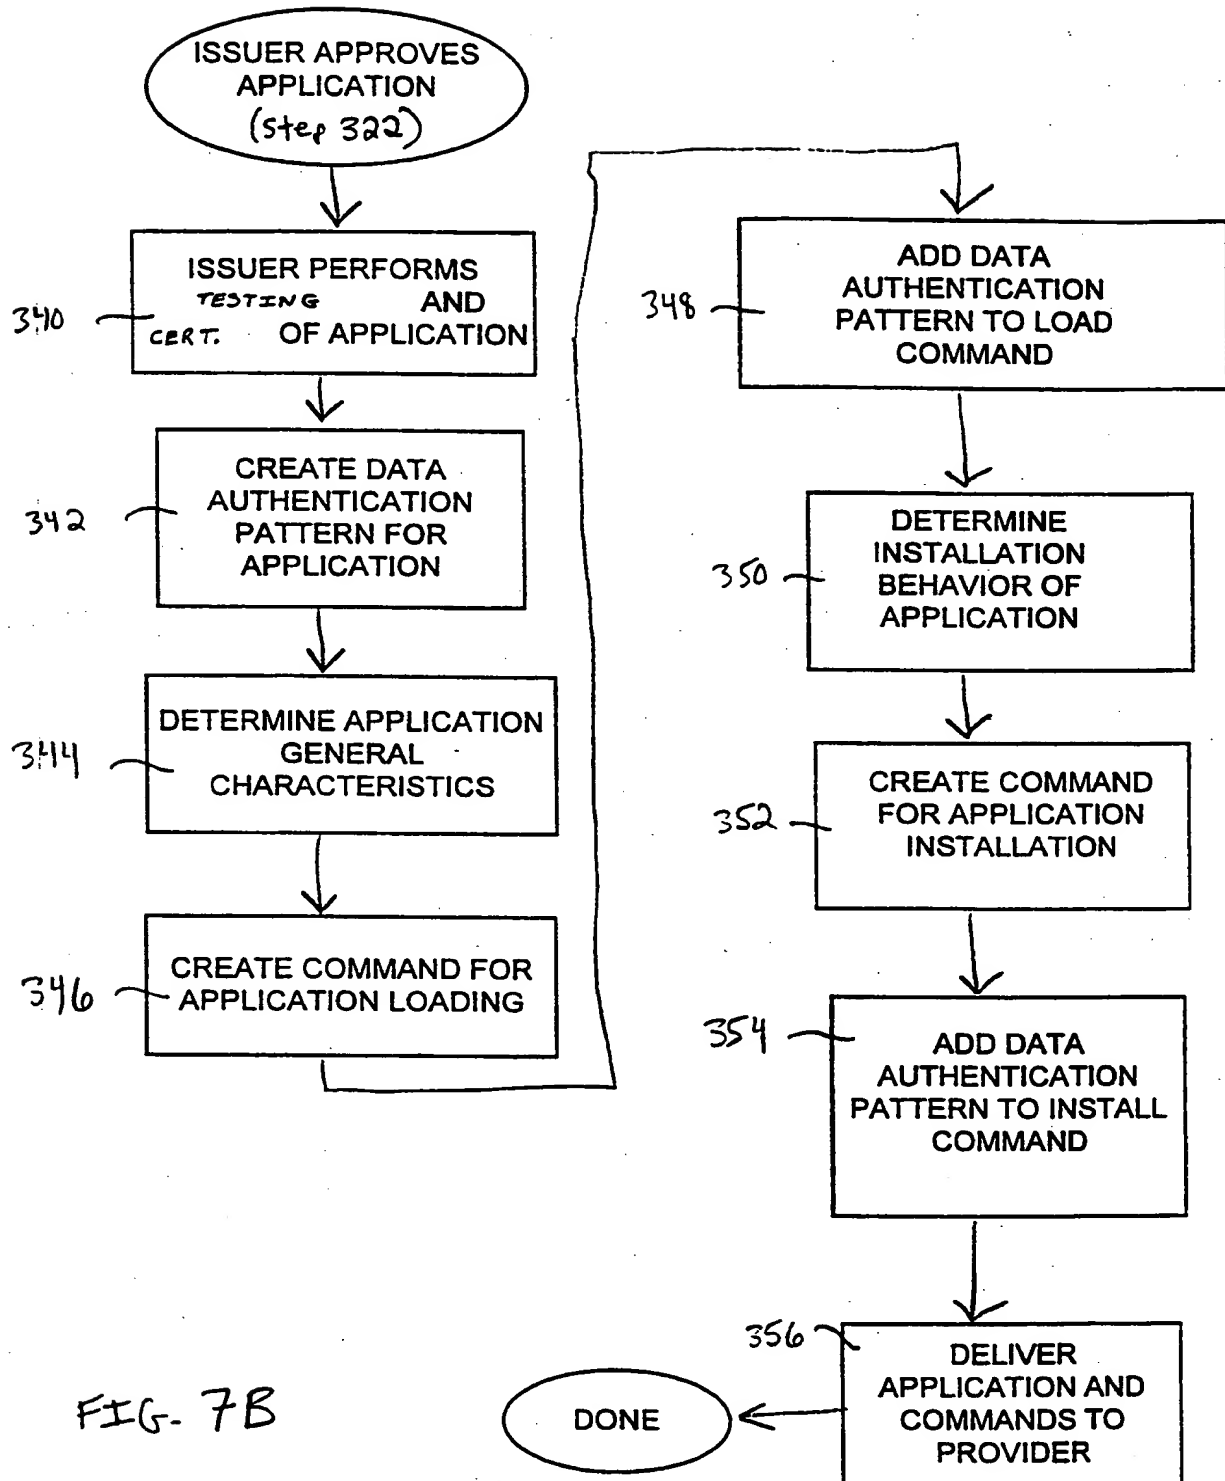 ISSUER APPROVES
APPLICATION
(step 322)
ISSUER PERFORMS
TESTING AND
CERT. OF APPLICATION
340
CREATE DATA
AUTHENTICATION
PATTERN FOR
APPLICATION
342
DETERMINE APPLICATION
GENERAL
CHARACTERISTICS
344
CREATE COMMAND FOR
APPLICATION LOADING
346
ADD DATA
AUTHENTICATION
PATTERN TO LOAD
COMMAND
348
DETERMINE
INSTALLATION
BEHAVIOR OF
APPLICATION
350
CREATE COMMAND
FOR APPLICATION
INSTALLATION
352
ADD DATA
AUTHENTICATION
PATTERN TO INSTALL
COMMAND
354
DELIVER
APPLICATION AND
COMMANDS TO
PROVIDER
356
DONE
FIG. 7B